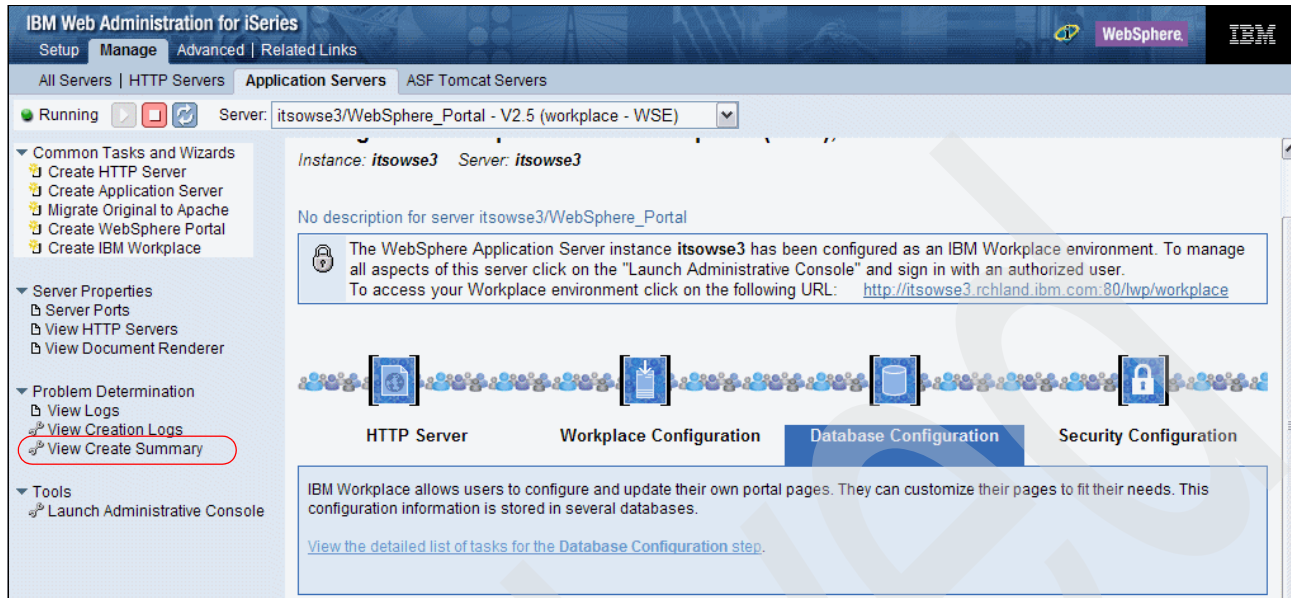 IBM Web Administration for iSeries
Setup Manage Advanced | Related Links
WebSphere.
IBM
All Servers | HTTP Servers Application Servers ASF Tomcat Servers
Running Server: itsowse3/WebSphere_Portal - V2.5 (workplace - WSE)
Common Tasks and Wizards
Create HTTP Server
Create Application Server
Migrate Original to Apache
Create WebSphere Portal
Create IBM Workplace
Server Properties
Server Ports
View HTTP Servers
View Document Renderer
Problem Determination
View Logs
View Creation Logs
View Create Summary
Tools
Launch Administrative Console
Instance: itsowse3 Server: itsowse3
No description for server itsowse3/WebSphere_Portal
The WebSphere Application Server instance itsowse3 has been configured as an IBM Workplace environment. To manage
all aspects of this server click on the "Launch Administrative Console" and sign in with an authorized user.
To access your Workplace environment click on the following URL: http://itsowse3.rchland.ibm.com:80/lwp/workplace
HTTP Server Workplace Configuration Database Configuration Security Configuration
IBM Workplace allows users to configure and update their own portal pages. They can customize their pages to fit their needs. This
configuration information is stored in several databases.
View the detailed list of tasks for the Database Configuration step.